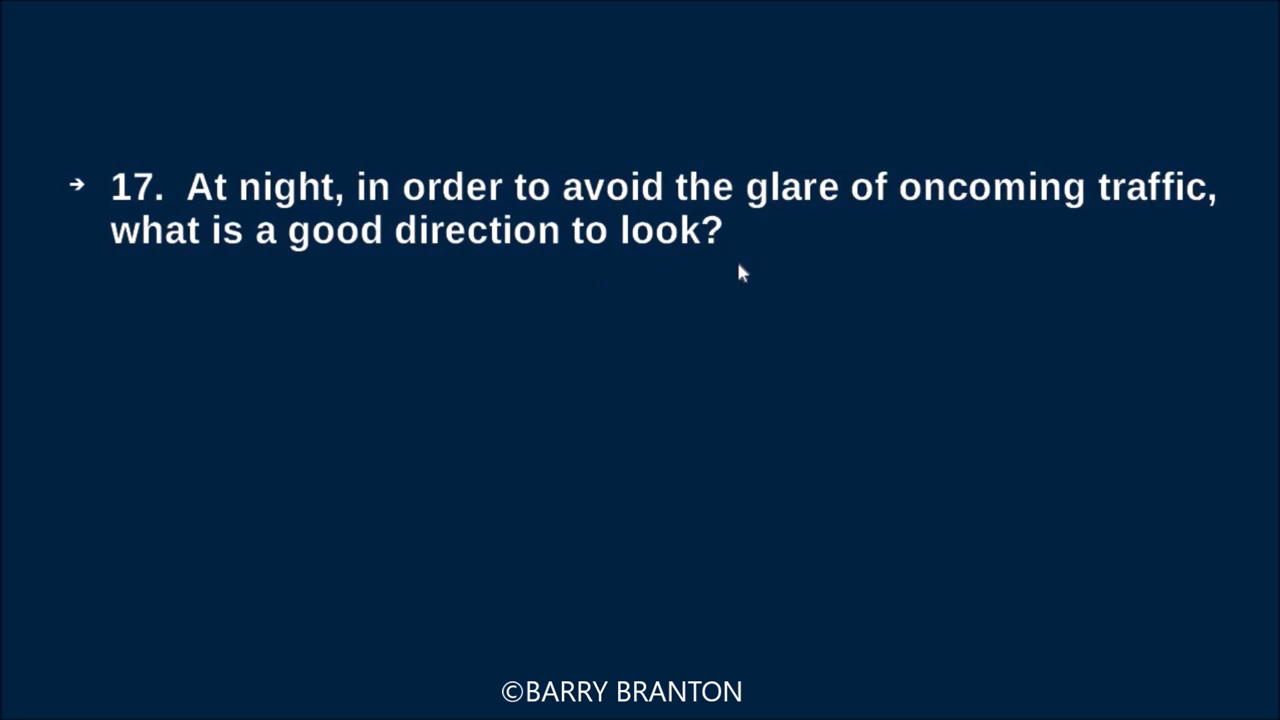 ➔ 17. At night, in order to avoid the glare of oncoming traffic,
what is a good direction to look?
©BARRY BRANTON